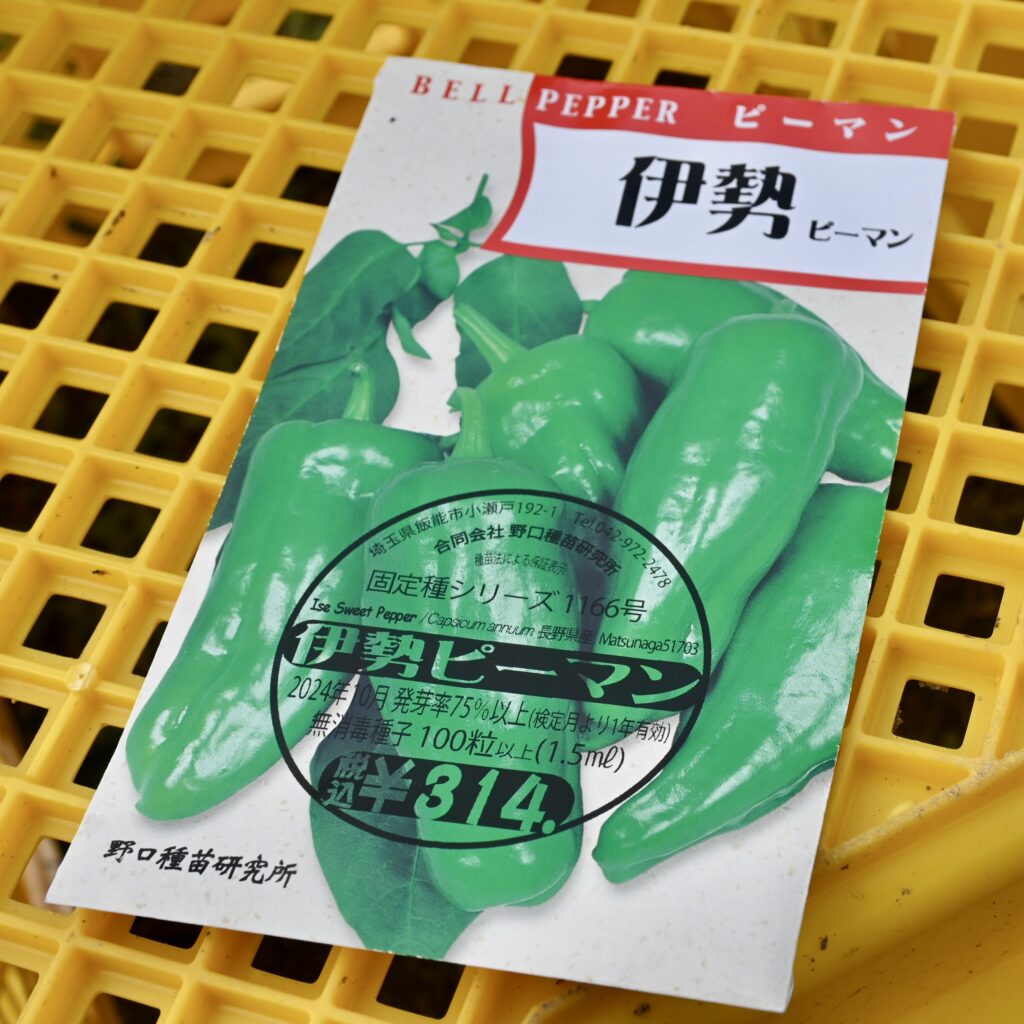 BELL PEPPER ピーマン
伊勢 ピーマン
埼玉県飯能市小瀬戸192-1 Tel.042-972-2478
合同会社 野口種苗研究所
種苗法による保証表示
固定種シリーズ 1166号
Ise Sweet Pepper / Capsicum annuum 長野県産 Matsunaga51703
伊勢ピーマン
2024年10月 発芽率75%以上(検定月より1年有効)
無消毒種子 100粒以上(1.5mℓ)
税込 ¥314.
野口種苗研究所